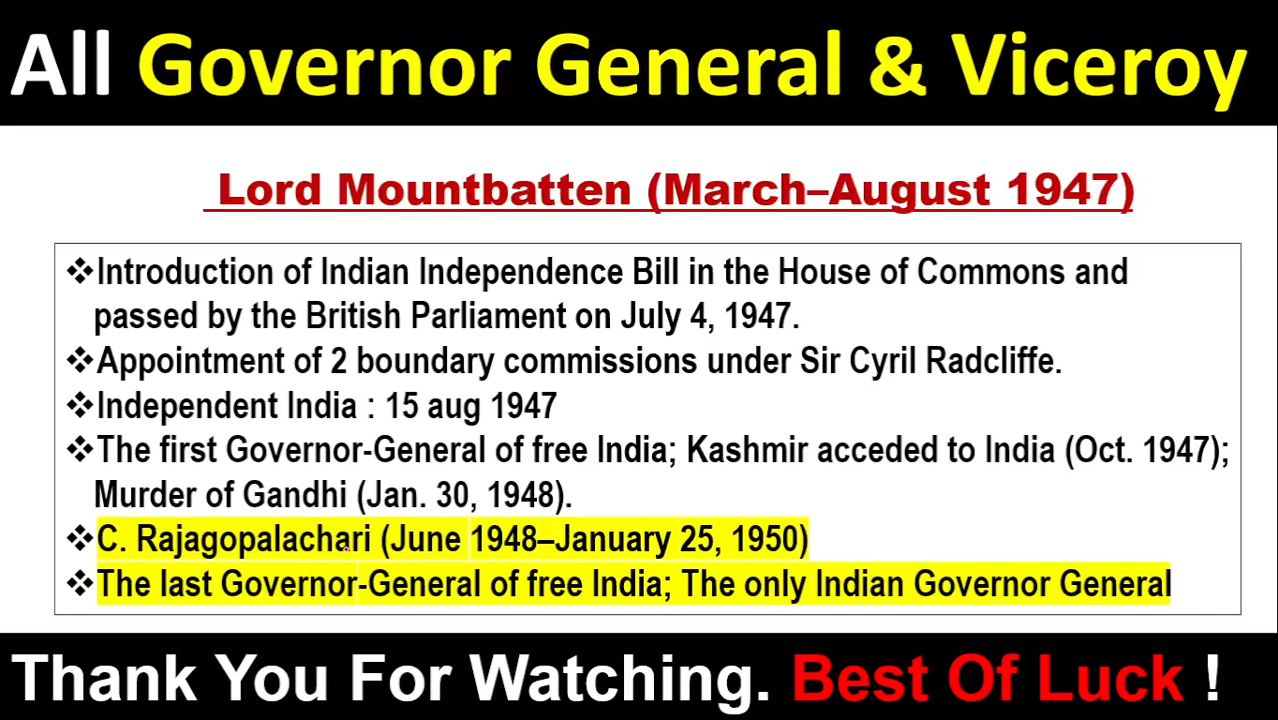 All Governor General & Viceroy
Lord Mountbatten (March–August 1947)
❖Introduction of Indian Independence Bill in the House of Commons and
passed by the British Parliament on July 4, 1947.
❖Appointment of 2 boundary commissions under Sir Cyril Radcliffe.
❖Independent India : 15 aug 1947
❖The first Governor-General of free India; Kashmir acceded to India (Oct. 1947);
Murder of Gandhi (Jan. 30, 1948).
❖C. Rajagopalachari (June 1948–January 25, 1950)
❖The last Governor-General of free India; The only Indian Governor General
Thank You For Watching. Best Of Luck !